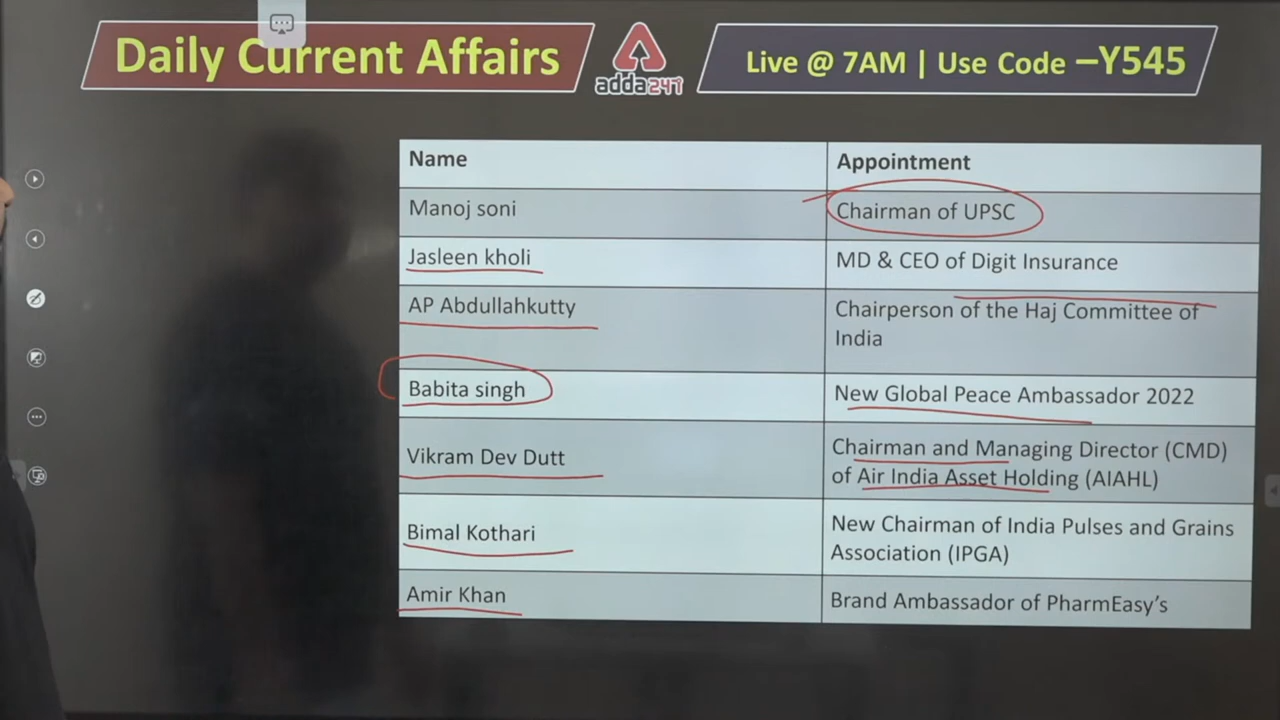 Daily Current Affairs
adda247
Live @ 7AM | Use Code –Y545
Name
Appointment
Manoj soni
Chairman of UPSC
Jasleen kholi
MD & CEO of Digit Insurance
AP Abdullahkutty
Chairperson of the Haj Committee of
India
Babita singh
New Global Peace Ambassador 2022
Vikram Dev Dutt
Chairman and Managing Director (CMD)
of Air India Asset Holding (AIAHL)
Bimal Kothari
New Chairman of India Pulses and Grains
Association (IPGA)
Amir Khan
Brand Ambassador of PharmEasy’s